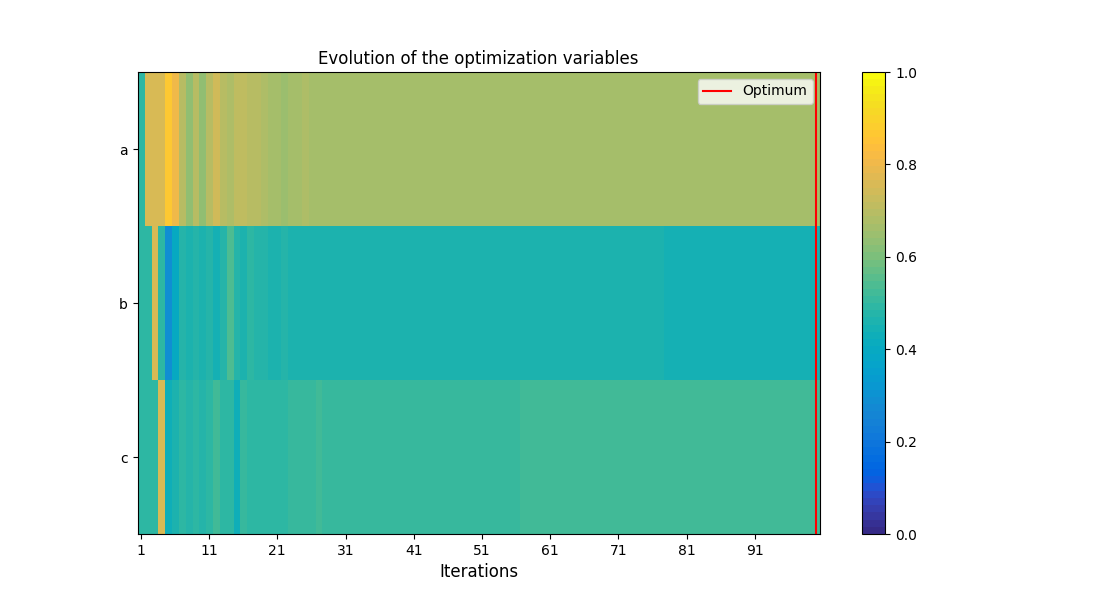 Evolution of the optimization variables
Optimum
a
b
c
1 11 21 31 41 51 61 71 81 91
Iterations
1.0
0.8
0.6
0.4
0.2
0.0